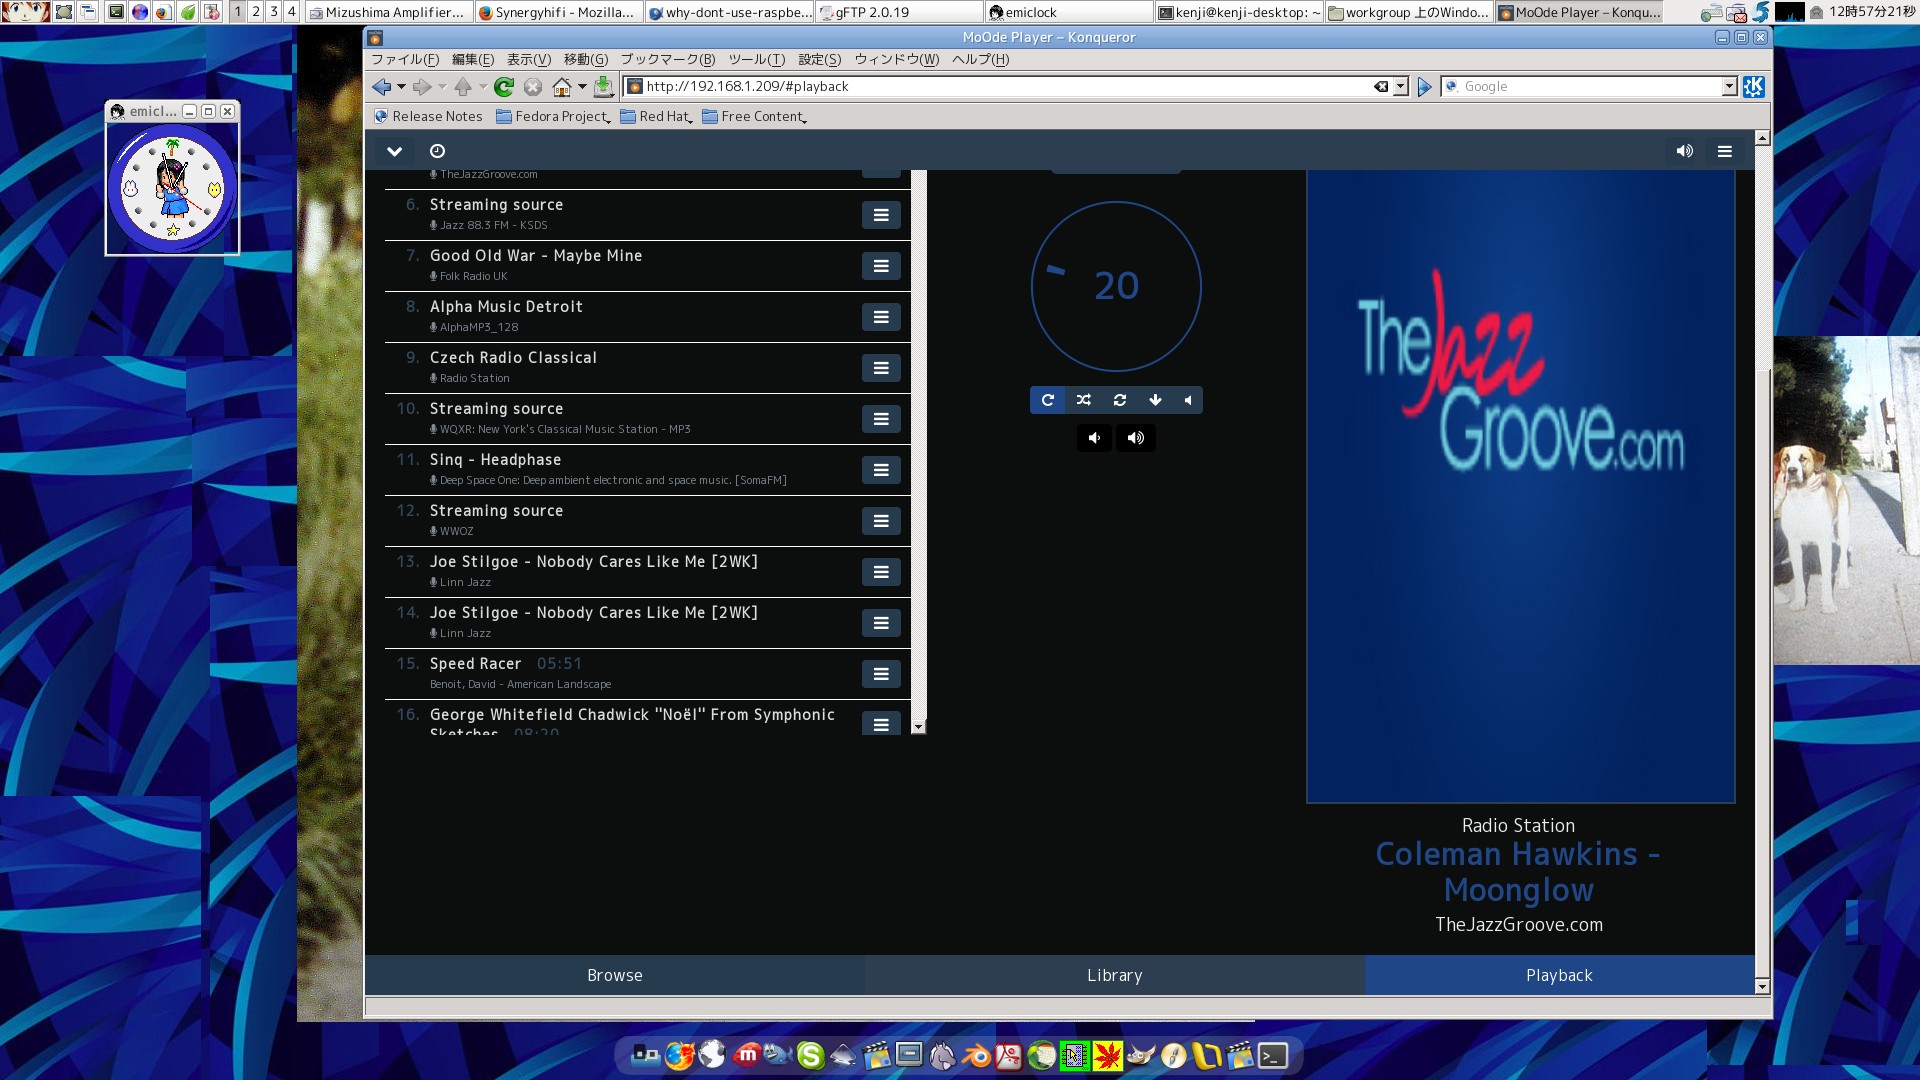 1 2 3 4
Mizushima Amplifier...
Synergyhifi - Mozilla...
why-dont-use-raspbe...
gFTP 2.0.19
emiclock
kenji@kenji-desktop: ~
workgroup 上のWindo...
MoOde Player – Konqu...
12時57分21秒
MoOde Player – Konqueror
ファイル(F) 編集(E) 表示(V) 移動(G) ブックマーク(B) ツール(T) 設定(S) ウィンドウ(W) ヘルプ(H)
http://192.168.1.209/#playback
Google
emicl...
Release Notes Fedora Project Red Hat Free Content
TheJazzGroove.com
6. Streaming source
Jazz 88.3 FM - KSDS
7. Good Old War - Maybe Mine
Folk Radio UK
8. Alpha Music Detroit
AlphaMP3_128
9. Czech Radio Classical
Radio Station
10. Streaming source
WQXR: New York's Classical Music Station - MP3
11. Sinq - Headphase
Deep Space One: Deep ambient electronic and space music. [SomaFM]
12. Streaming source
WWOZ
13. Joe Stilgoe - Nobody Cares Like Me [2WK]
Linn Jazz
14. Joe Stilgoe - Nobody Cares Like Me [2WK]
Linn Jazz
15. Speed Racer 05:51
Benoit, David - American Landscape
16. George Whitefield Chadwick "Noël" From Symphonic
Sketches 08:20
20
The Jazz
Groove.com
Radio Station
Coleman Hawkins -
Moonglow
TheJazzGroove.com
Browse
Library
Playback